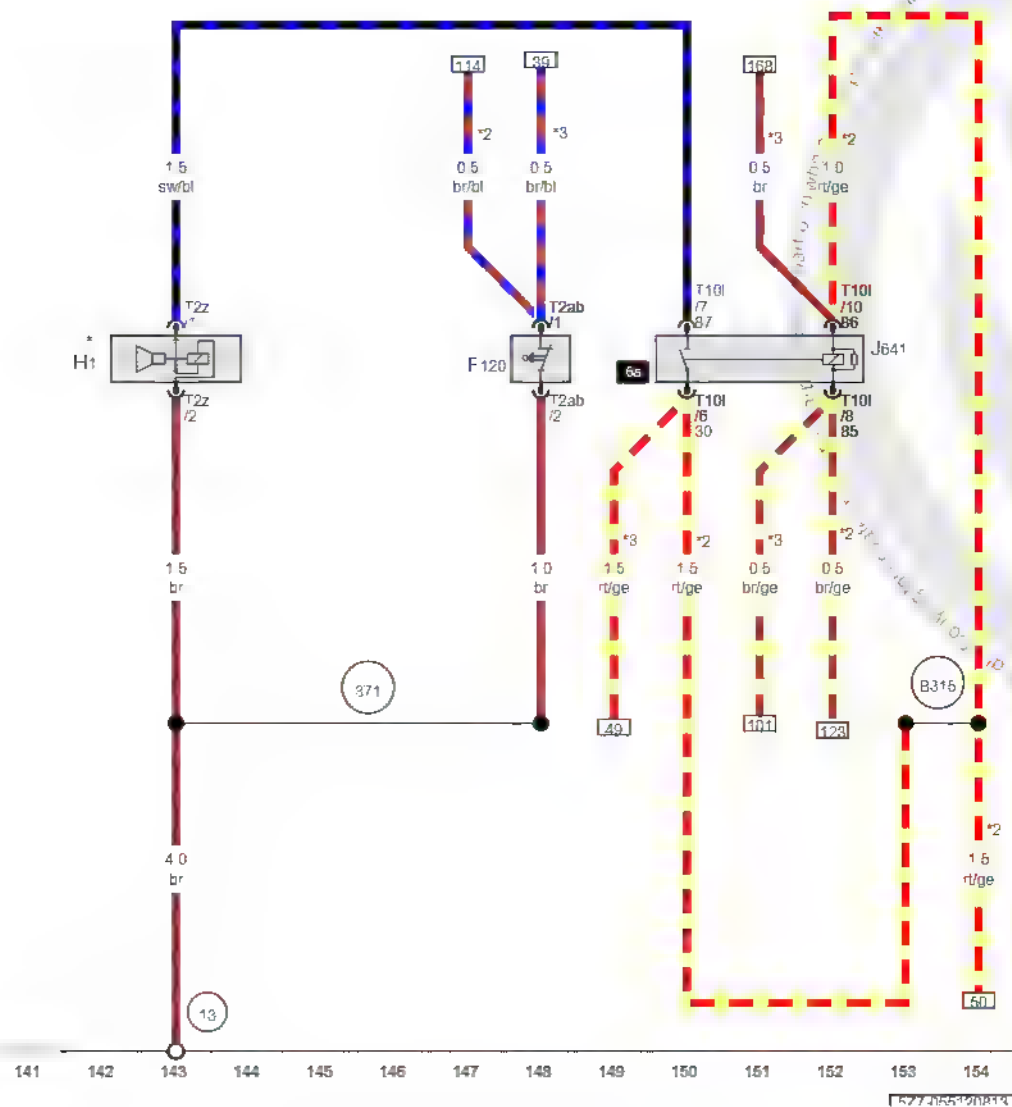 114
39
168
*2
*3
*3
*2
1.5
sw/bl
0.5
br/bl
0.5
br/bl
0.5
br
1.0
rt/ge
T2z
T2ab
/1
T10l
/7
87
T10l
/10
86
*
H1
F120
6a
J641
T2z
/2
T2ab
/2
T10l
/6
30
T10l
/8
85
*3
*2
*3
*2
1.5
br
1.0
br
1.5
rt/ge
1.5
rt/ge
0.5
br/ge
0.5
br/ge
371
B315
49
101
123
*2
4.0
br
1.5
rt/ge
50
13
141 142 143 144 145 146 147 148 149 150 151 152 153 154